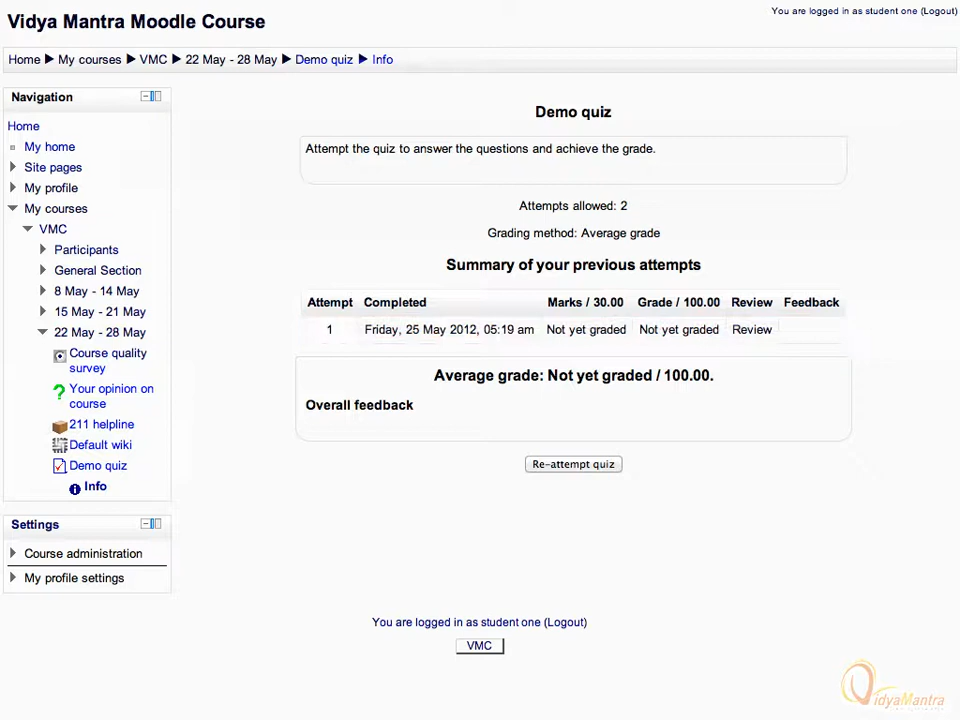 Vidya Mantra Moodle Course
You are logged in as student one (Logout)
Home ▶ My courses ▶ VMC ▶ 22 May - 28 May ▶ Demo quiz ▶ Info
Navigation
Home
My home
Site pages
My profile
My courses
VMC
Participants
General Section
8 May - 14 May
15 May - 21 May
22 May - 28 May
Course quality
survey
Your opinion on
course
211 helpline
Default wiki
Demo quiz
Info
Settings
Course administration
My profile settings
Demo quiz
Attempt the quiz to answer the questions and achieve the grade.
Attempts allowed: 2
Grading method: Average grade
Summary of your previous attempts
Attempt Completed Marks / 30.00 Grade / 100.00 Review Feedback
1 Friday, 25 May 2012, 05:19 am Not yet graded Not yet graded Review
Average grade: Not yet graded / 100.00.
Overall feedback
Re-attempt quiz
You are logged in as student one (Logout)
VMC
VidyaMantra